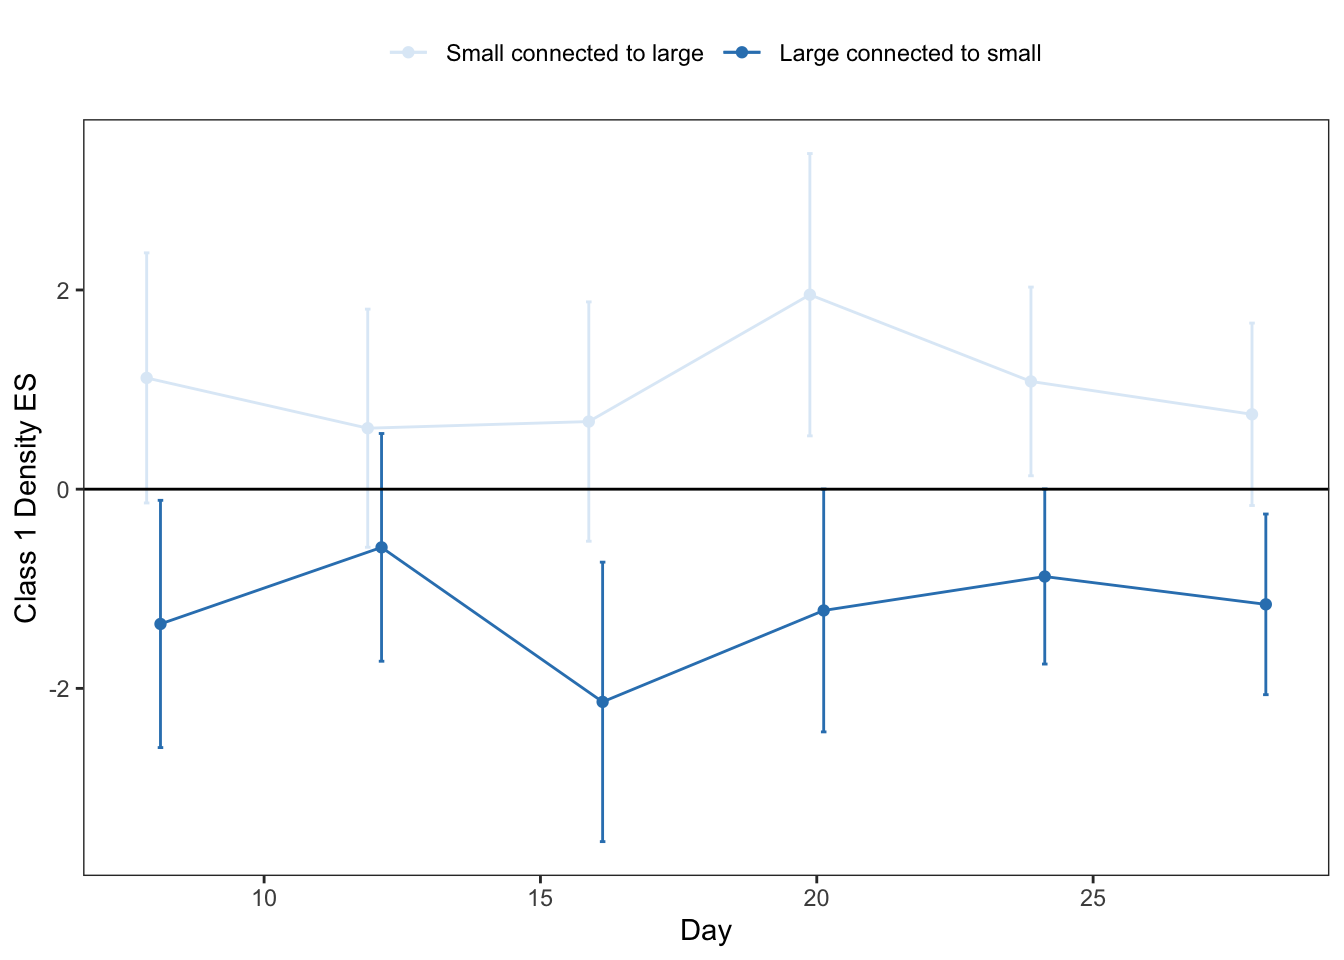 Small connected to large Large connected to small
Class 1 Density ES
2
0
-2
10 15 20 25
Day